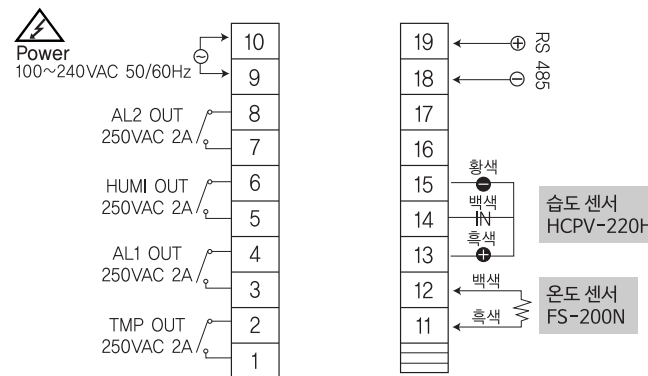 Power
100~240VAC 50/60Hz
10
9
AL2 OUT
250VAC 2A
8
7
HUMI OUT
250VAC 2A
6
5
AL1 OUT
250VAC 2A
4
3
TMP OUT
250VAC 2A
2
1
19
18
RS 485
17
16
15
황색
14
백색
IN
13
흑색
습도 센서
HCPV-220H
12
백색
11
흑색
온도 센서
FS-200N